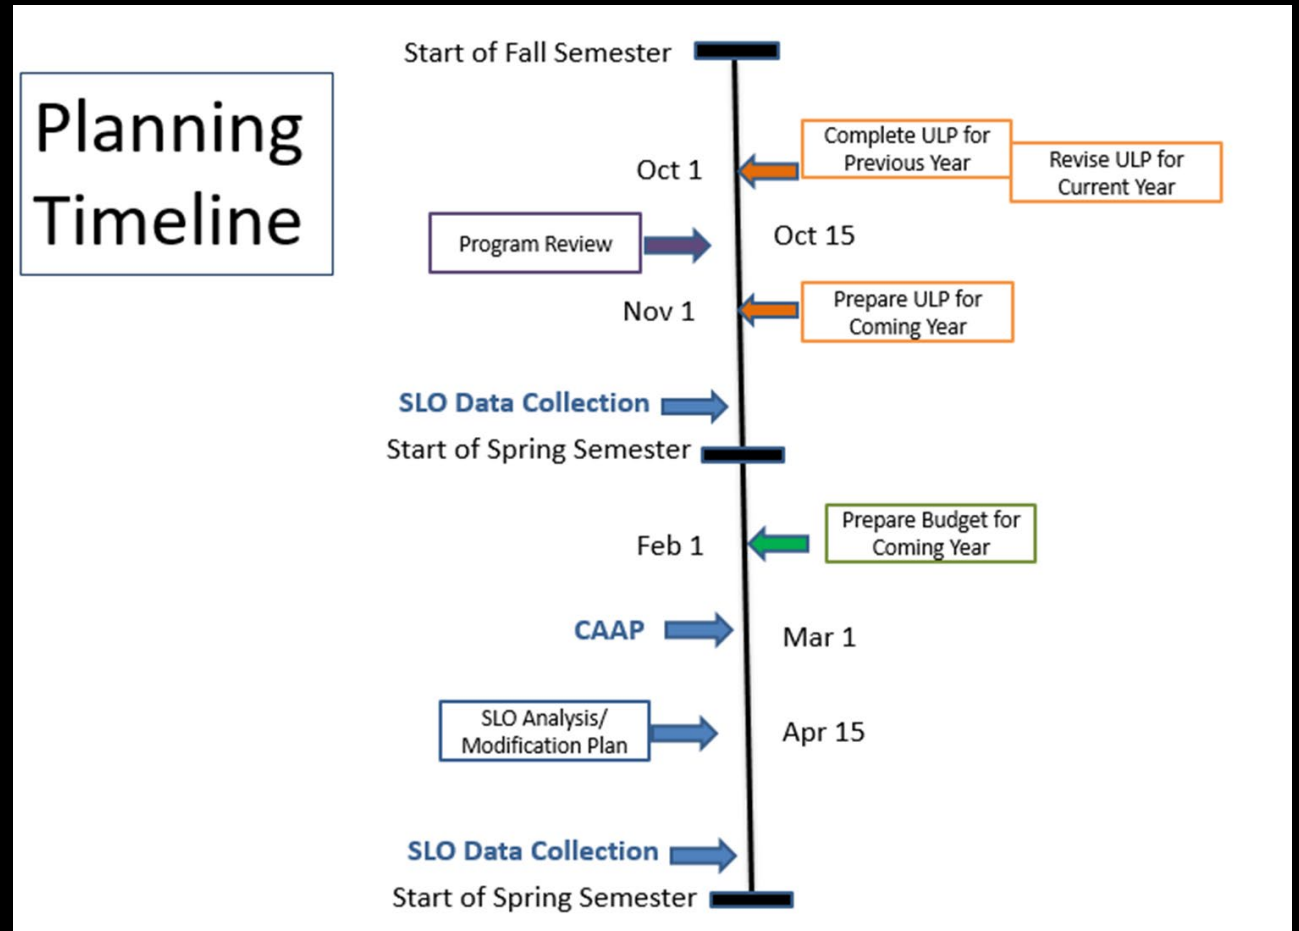 Planning
Timeline
Start of Fall Semester
Oct 1
Complete ULP for
Previous Year
Revise ULP for
Current Year
Program Review
Oct 15
Nov 1
Prepare ULP for
Coming Year
SLO Data Collection
Start of Spring Semester
Feb 1
Prepare Budget for
Coming Year
CAAP
Mar 1
SLO Analysis/
Modification Plan
Apr 15
SLO Data Collection
Start of Spring Semester